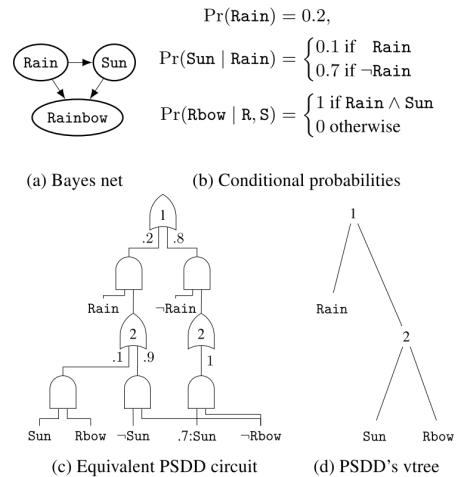 Pr(Rain) = 0.2,
Rain
Sun
Rainbow
Pr(Sun | Rain) = { 0.1 if Rain
0.7 if ¬Rain
Pr(Rbow | R, S) = { 1 if Rain ∧ Sun
0 otherwise
(a) Bayes net
(b) Conditional probabilities
1
.2 .8
Rain ¬Rain
2 2
.1 .9 1
Sun Rbow ¬Sun .7:Sun ¬Rbow
(c) Equivalent PSDD circuit
1
Rain
2
Sun Rbow
(d) PSDD's vtree